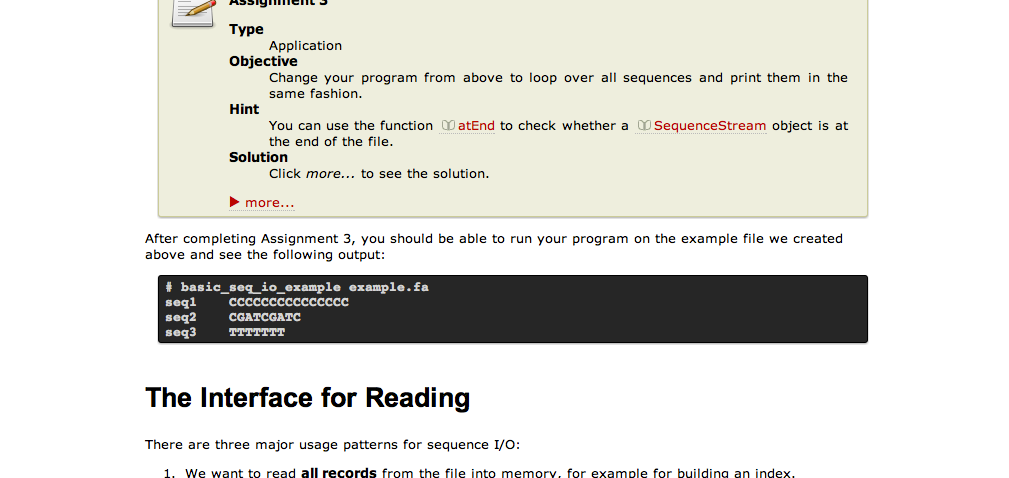 Assignment 3
Type
Application
Objective
Change your program from above to loop over all sequences and print them in the
same fashion.
Hint
You can use the function atEnd to check whether a SequenceStream object is at
the end of the file.
Solution
Click more... to see the solution.
more...
After completing Assignment 3, you should be able to run your program on the example file we created
above and see the following output:
# basic_seq_io_example example.fa
seq1 CCCCCCCCCCCCCCC
seq2 CGATCGATC
seq3 TTTTTTT
The Interface for Reading
There are three major usage patterns for sequence I/O:
1. We want to read all records from the file into memory, for example for building an index.